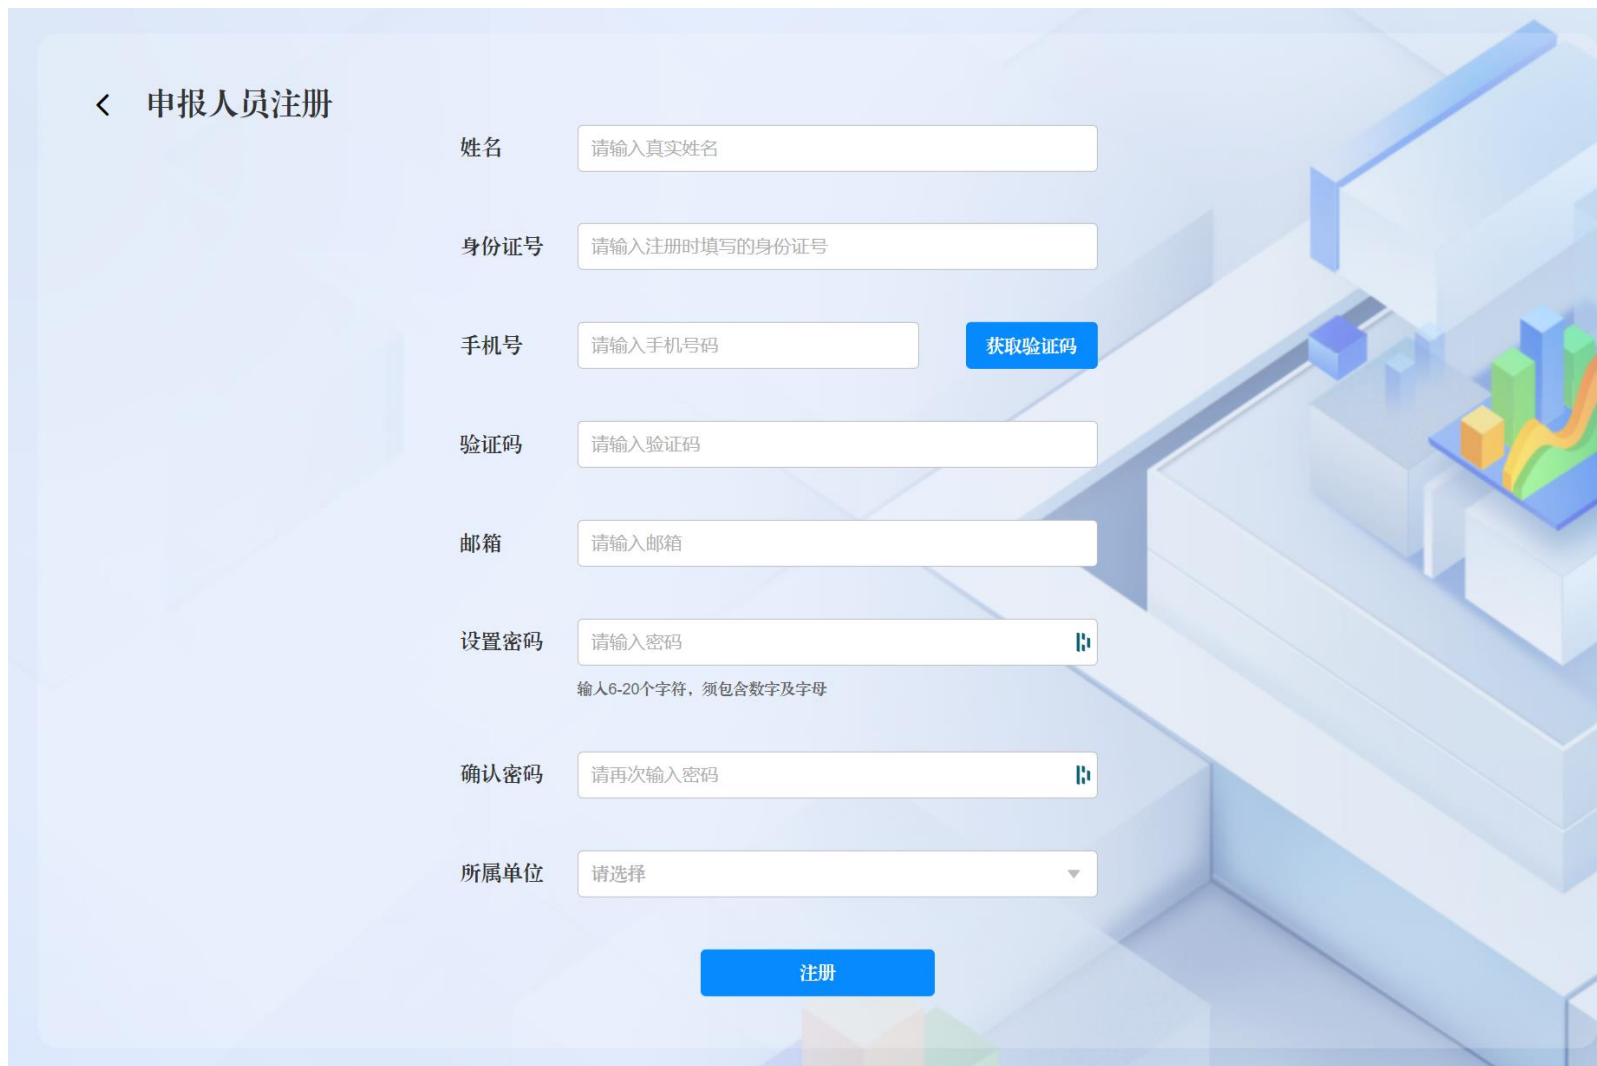 申报人员注册
姓名 请输入真实姓名
身份证号 请输入注册时填写的身份证号
手机号 请输入手机号码 获取验证码
验证码 请输入验证码
邮箱 请输入邮箱
设置密码 请输入密码
输入6-20个字符，须包含数字及字母
确认密码 请再次输入密码
所属单位 请选择
注册